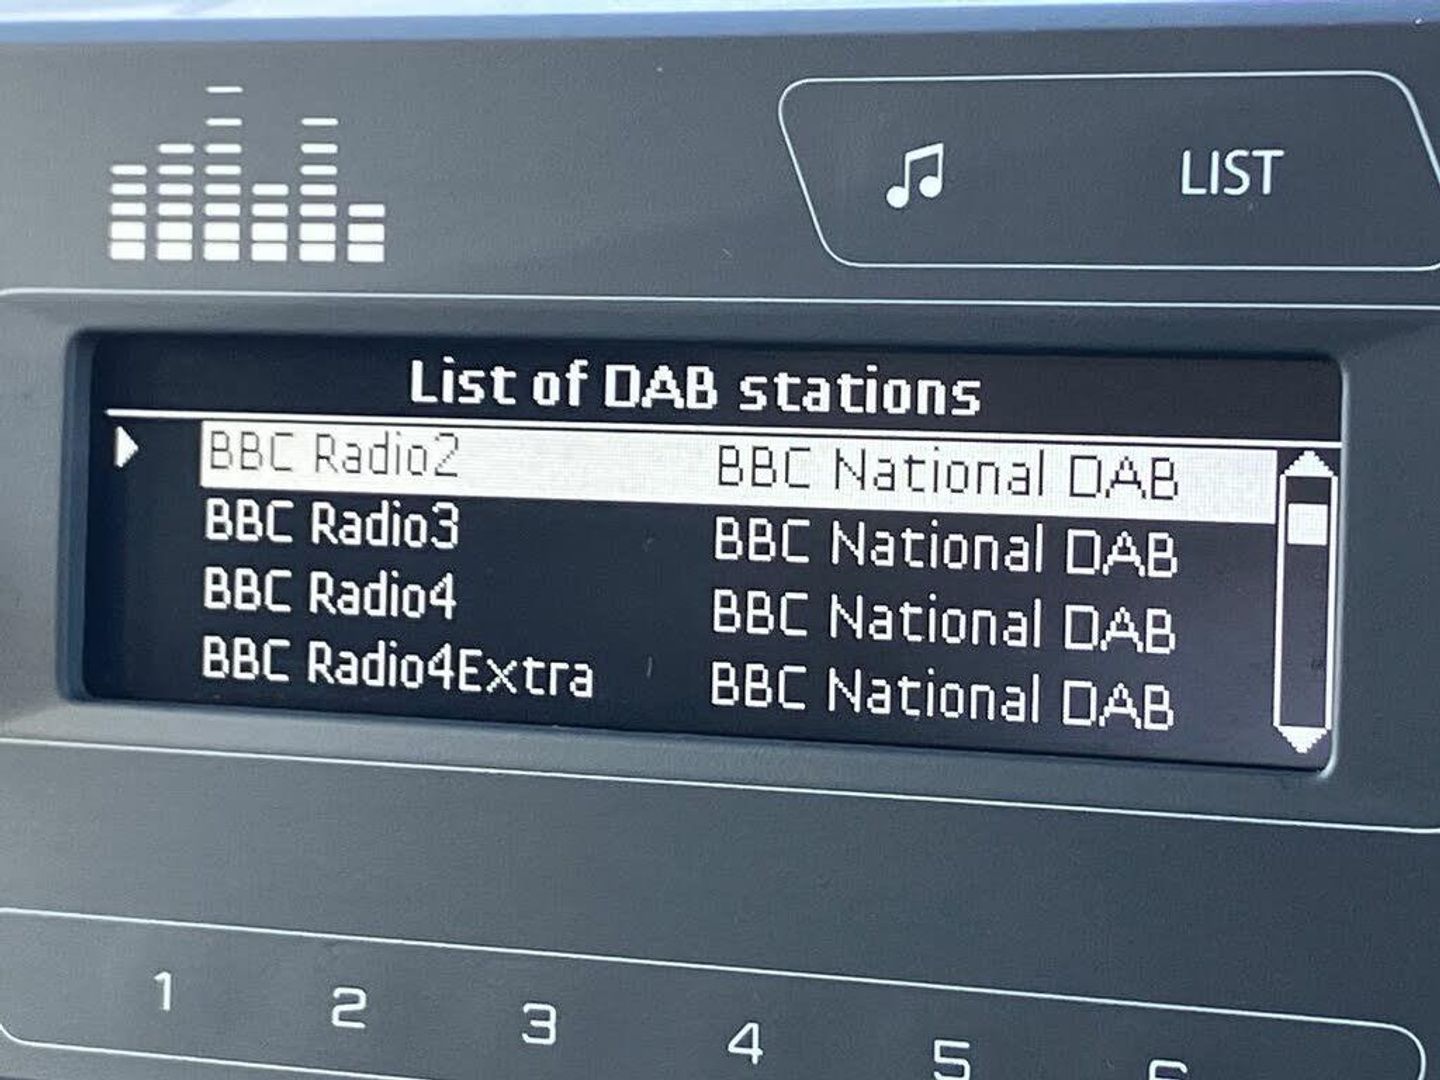 LIST
List of DAB stations
BBC Radio2 BBC National DAB
BBC Radio3 BBC National DAB
BBC Radio4 BBC National DAB
BBC Radio4Extra BBC National DAB
1 2 3 4 5 6